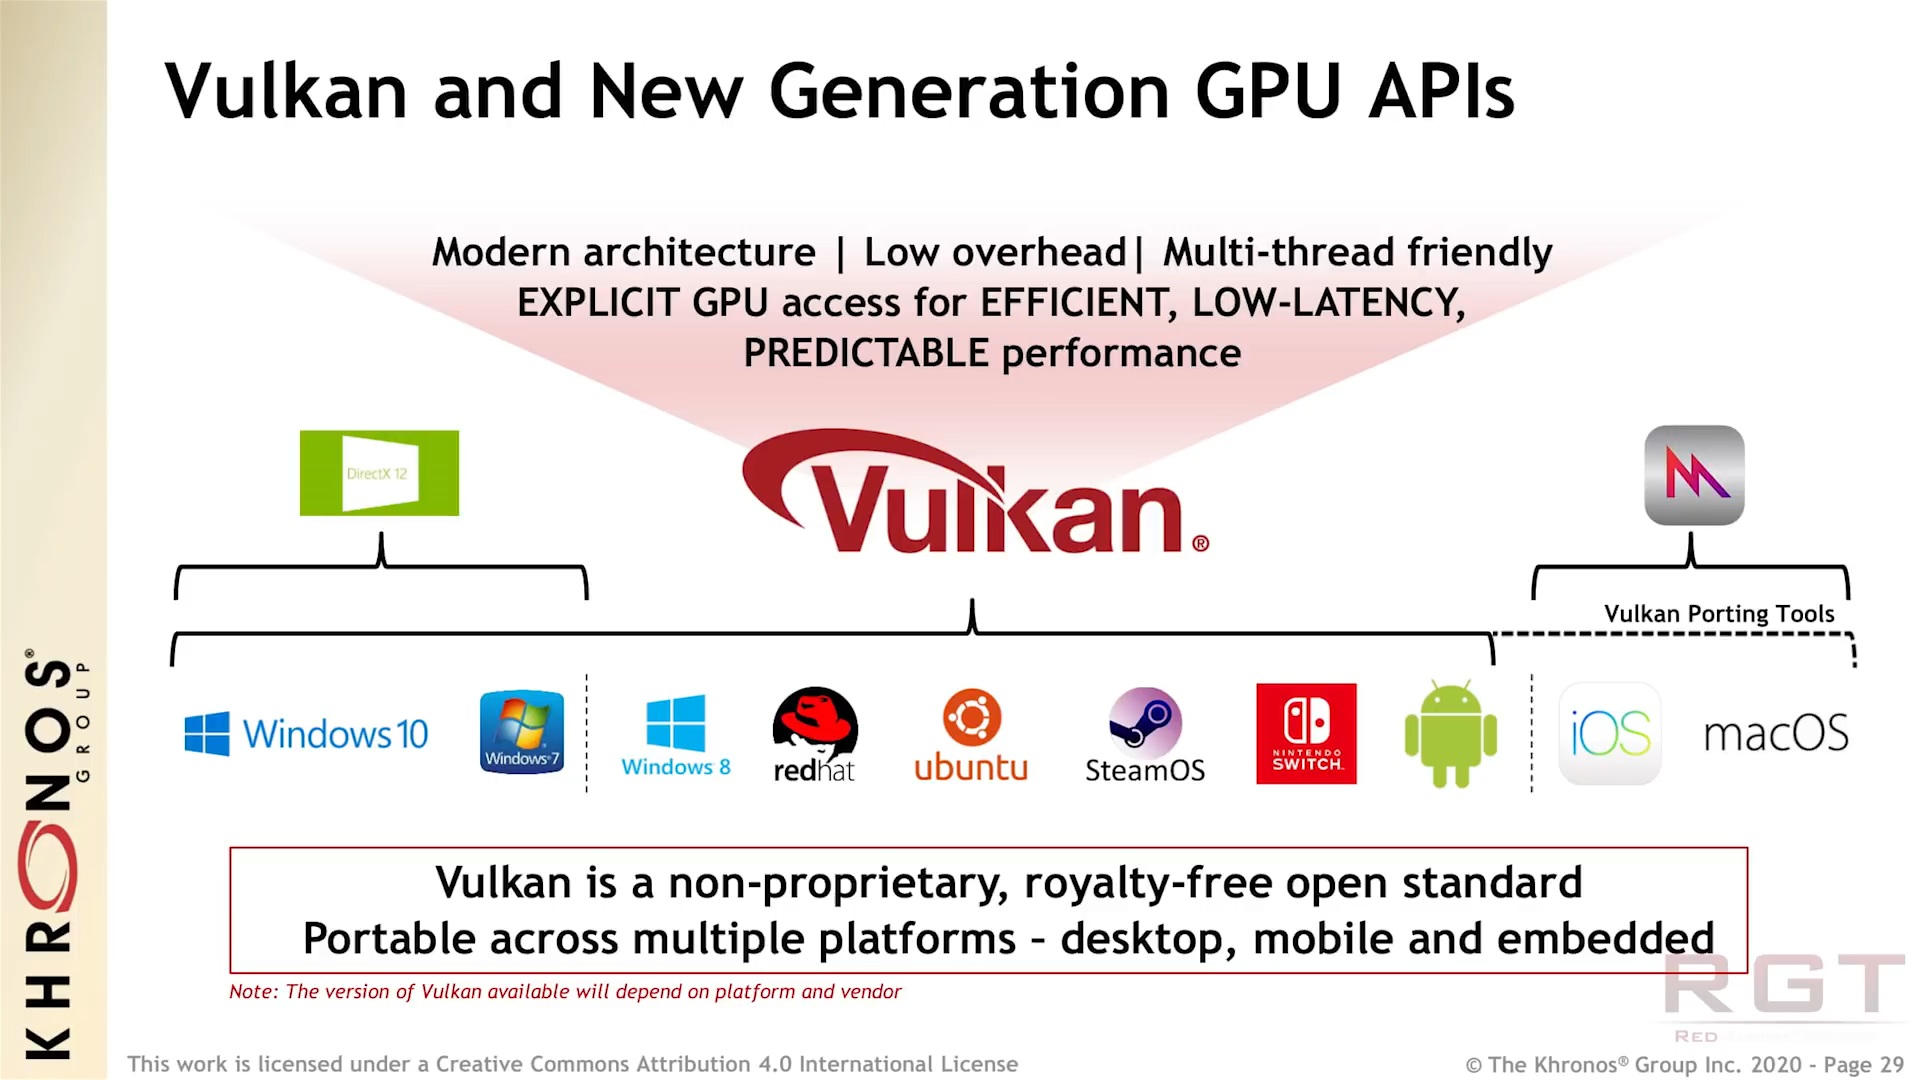 Vulkan and New Generation GPU APIs
Modern architecture | Low overhead| Multi-thread friendly
EXPLICIT GPU access for EFFICIENT, LOW-LATENCY,
PREDICTABLE performance
DirectX 12
Vulkan®
Vulkan Porting Tools
Windows 10
Windows®7
Windows 8
redhat
ubuntu
SteamOS
NINTENDO
SWITCH™
iOS
macOS
Vulkan is a non-proprietary, royalty-free open standard
Portable across multiple platforms – desktop, mobile and embedded
Note: The version of Vulkan available will depend on platform and vendor
RGT
RED
KHRONOS®
GROUP
This work is licensed under a Creative Commons Attribution 4.0 International License
© The Khronos® Group Inc. 2020 - Page 29